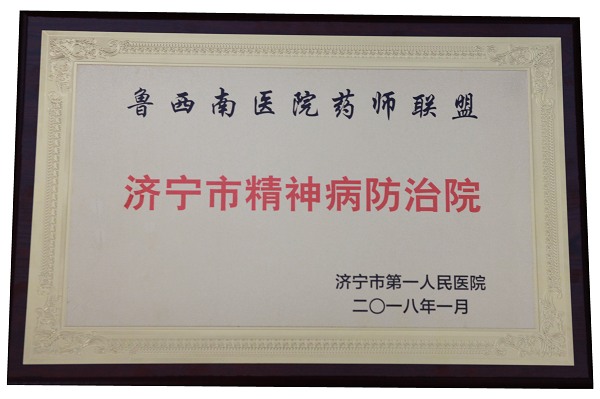 鲁西南医院药师联盟
济宁市精神病防治院
济宁市第一人民医院
二〇一八年一月